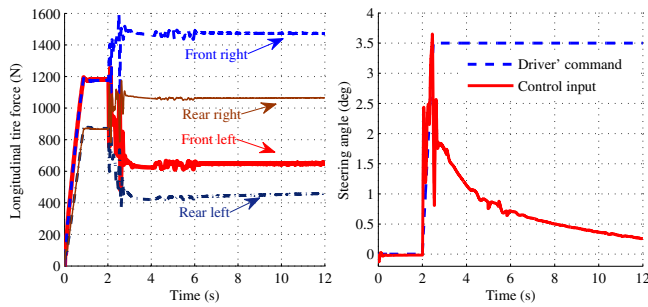 1600
1400
1200
1000
800
600
400
200
0
Longitudinal tire force (N)
Front right
Rear right
Front left
Rear left
0 2 4 6 8 10 12
Time (s)
4
3.5
3
2.5
2
1.5
1
0.5
0
Steering angle (deg)
Driver’ command
Control input
0 2 4 6 8 10 12
Time (s)